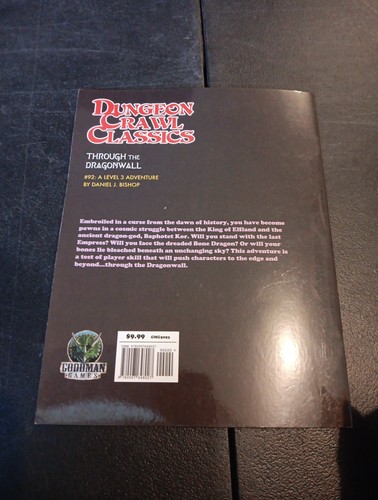 DUNGEON
CRAWL
CLASSICS
THROUGH THE
DRAGONWALL
#92: A LEVEL 3 ADVENTURE
BY DANIEL J. BISHOP
Embroiled in a curse from the dawn of history, you have become
pawns in a cosmic struggle between the King of Elfland and the
ancient dragon-god, Baphotet Ker. Will you stand with the last
Empress? Will you face the dreaded Bone Dragon? Or will your
bones lie bleached beneath an unchanging sky? This adventure is
a test of player skill that will push characters to the edge and
beyond...through the Dragonwall.
$9.99
GOODMAN
GAMES